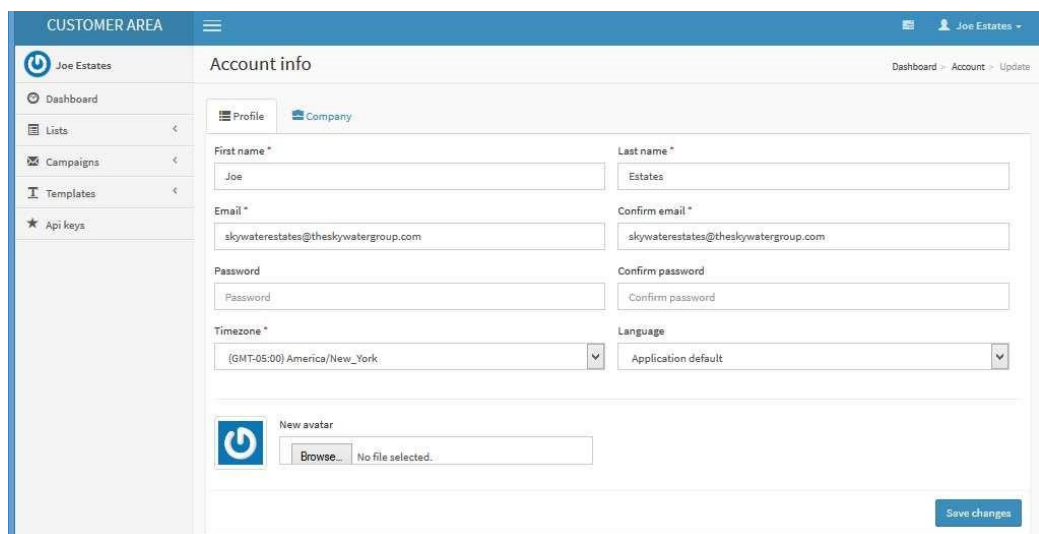 CUSTOMER AREA
Joe Estates
Joe Estates
Account info
Dashboard > Account > Update
Dashboard
Lists
Campaigns
Templates
Api keys
Profile
Company
First name *
Last name *
Joe
Estates
Email *
Confirm email *
skywaterestates@theskywatergroup.com
skywaterestates@theskywatergroup.com
Password
Confirm password
Password
Confirm password
Timezone *
Language
(GMT-05:00) America/New_York
Application default
New avatar
Browse... No file selected.
Save changes